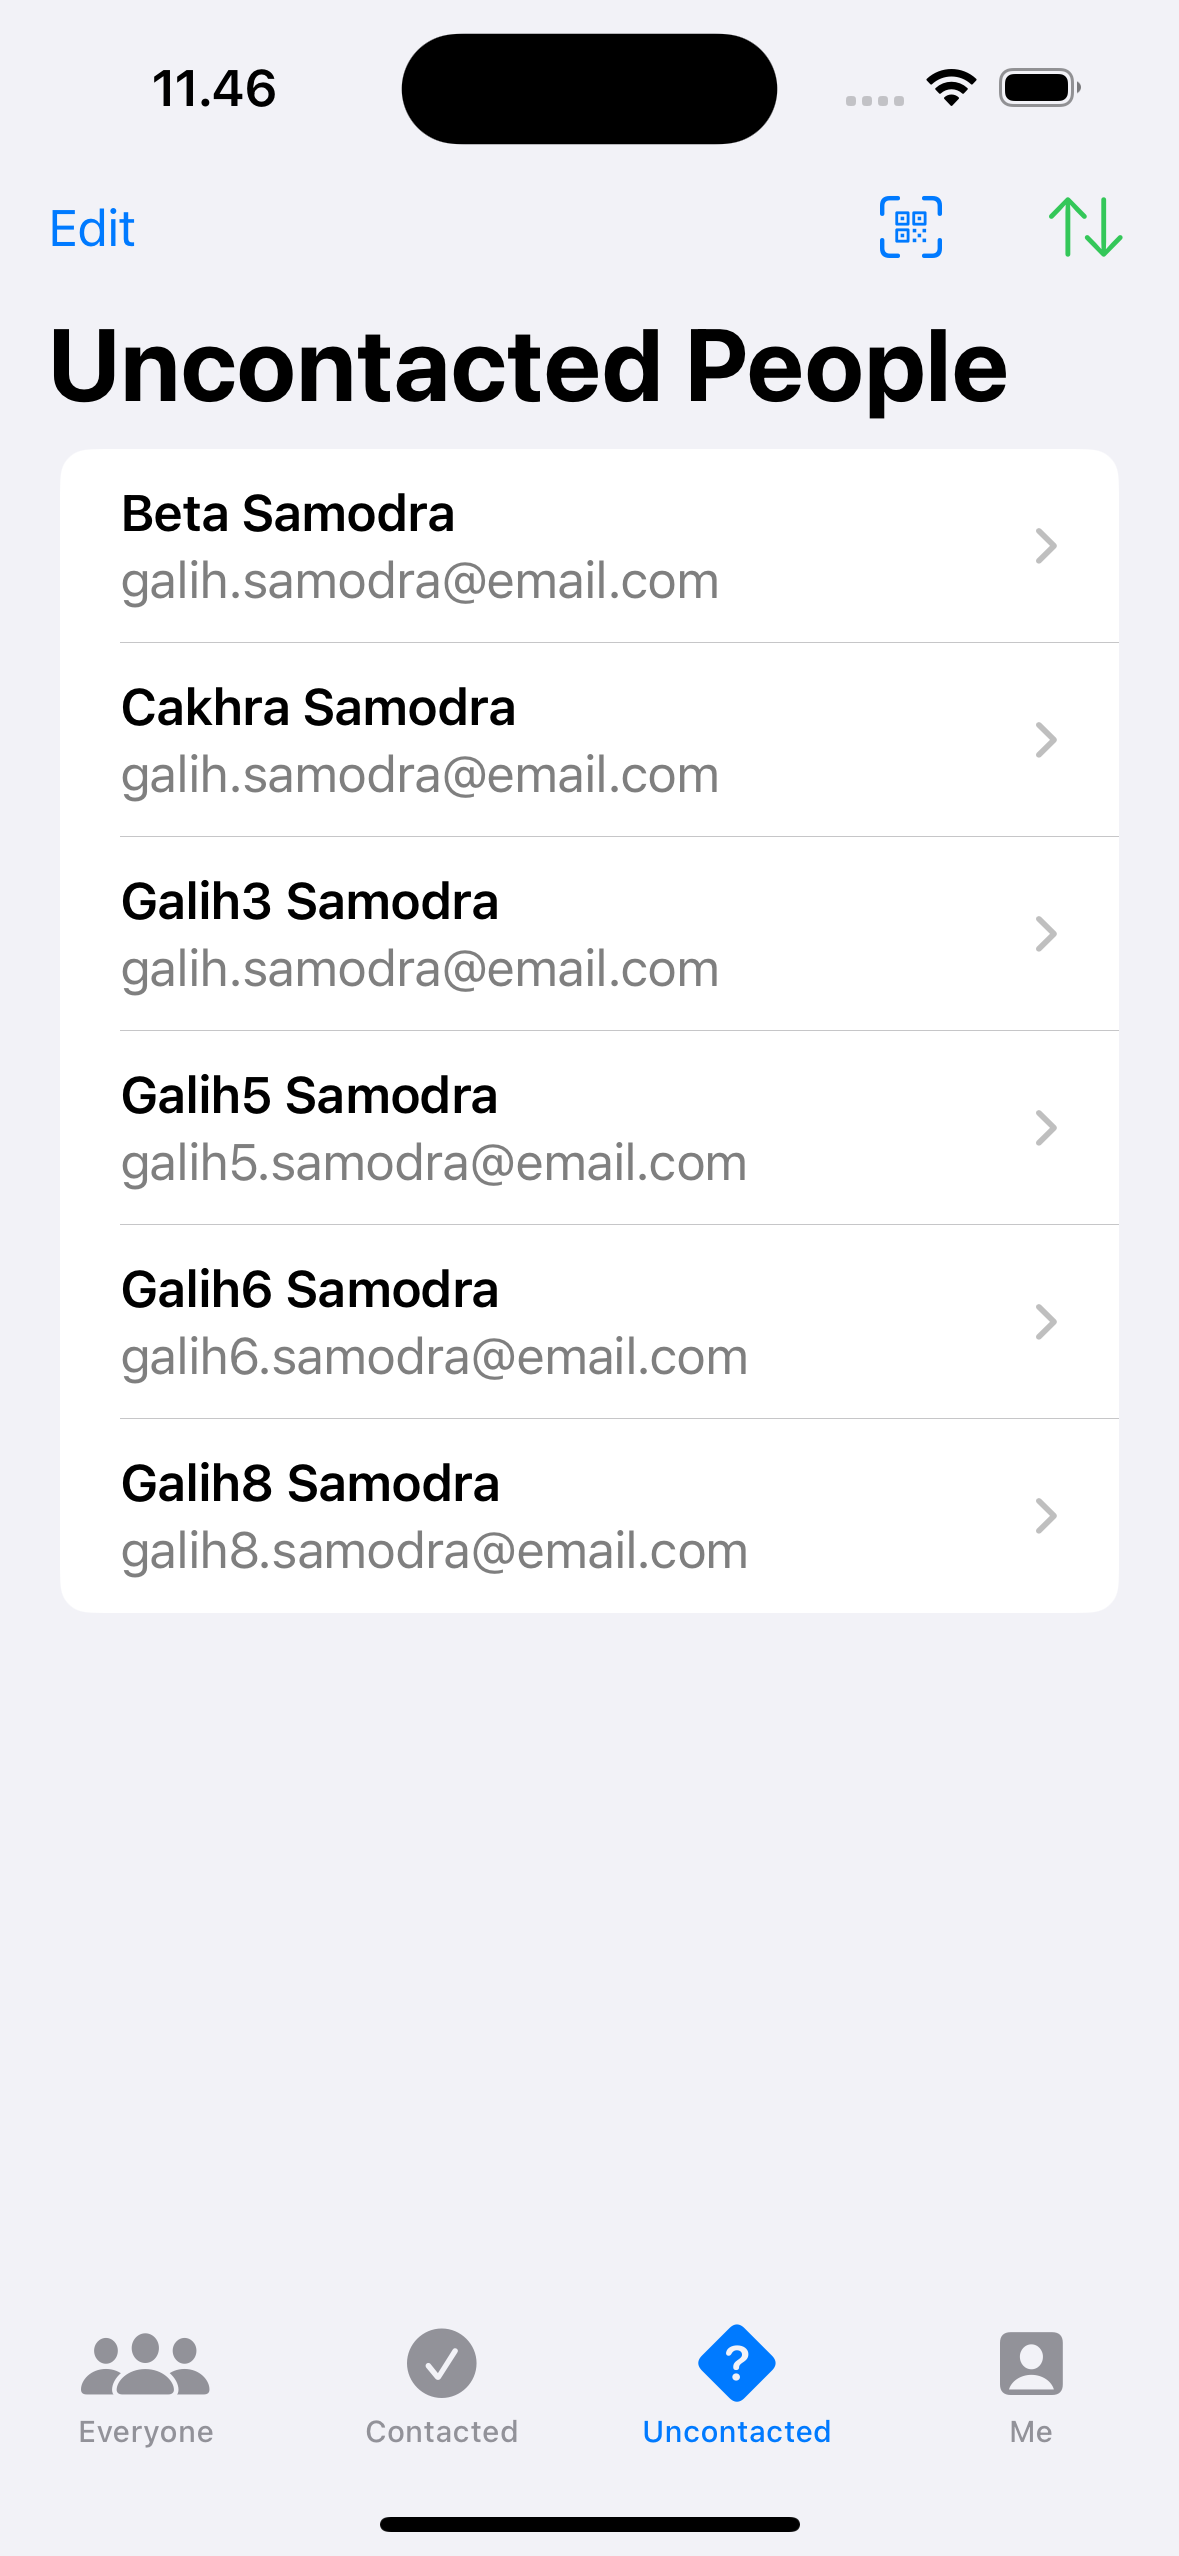 11.46
Edit
Uncontacted People
Beta Samodra
galih.samodra@email.com
Cakhra Samodra
galih.samodra@email.com
Galih3 Samodra
galih.samodra@email.com
Galih5 Samodra
galih5.samodra@email.com
Galih6 Samodra
galih6.samodra@email.com
Galih8 Samodra
galih8.samodra@email.com
Everyone Contacted Uncontacted Me